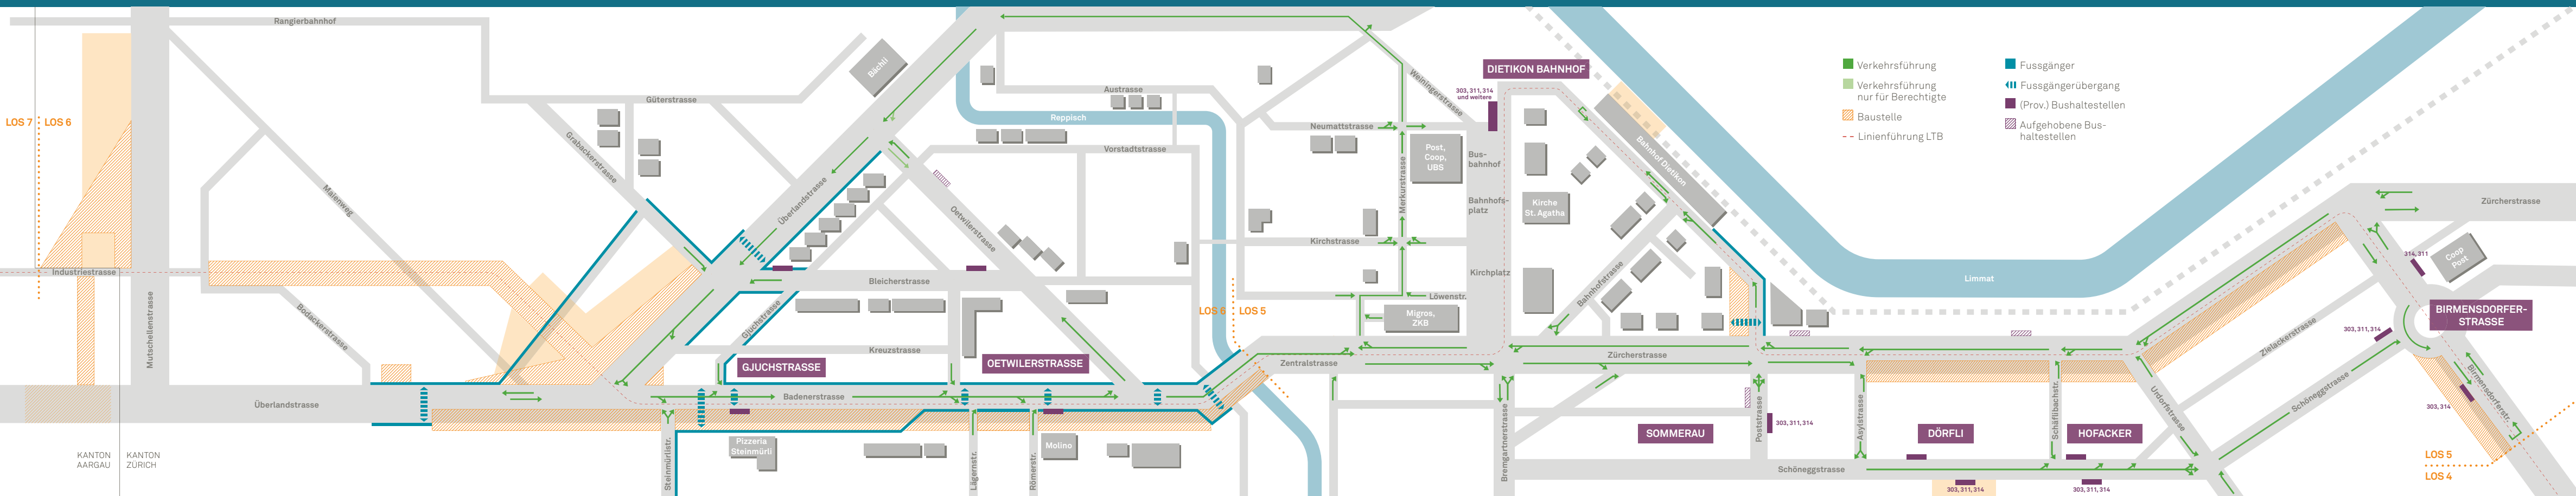 Rangierbahnhof
LOS 7
LOS 6
Industriestrasse
Mutschellenstrasse
Maienweg
Bodackerstrasse
Überlandstrasse
KANTON
AARGAU
KANTON
ZÜRICH
Güterstrasse
Grabackerstrasse
Bächli
Überlandstrasse
Oetwilerstrasse
Bleicherstrasse
Gjuchstrasse
Kreuzstrasse
GJUCHSTRASSE
OETWILERSTRASSE
Badenerstrasse
Steinmürlistr.
Pizzeria
Steinmürli
Lägernstr.
Römerstr.
Molino
Austrasse
Reppisch
Vorstadtstrasse
LOS 6
LOS 5
Zentralstrasse
Weiningerstrasse
Neumattstrasse
Merkurstrasse
Kirchstrasse
Löwenstr.
Migros,
ZKB
Post,
Coop,
UBS
303, 311, 314
und weitere
DIETIKON BAHNHOF
Bus-
bahnhof
Bahnhofs-
platz
Kirchplatz
Kirche
St. Agatha
Bahnhof Dietikon
Bahnhofstrasse
Zürcherstrasse
Bremgartnerstrasse
SOMMERAU
Poststrasse
303, 311, 314
Schöneggstrasse
Asylstrasse
DÖRFLI
303, 311, 314
Schäflibachstr.
HOFACKER
303, 311, 314
Urdorfstrasse
Limmat
Verkehrsführung
Verkehrsführung
nur für Berechtigte
Baustelle
Linienführung LTB
Fussgänger
Fussgängerübergang
(Prov.) Bushaltestellen
Aufgehobene Bus-
haltestellen
Zürcherstrasse
314, 311
Coop
Post
BIRMENSDORFER-
STRASSE
303, 311, 314
Zielackerstrasse
Schöneggstrasse
Birmensdorferstr.
303, 314
LOS 5
LOS 4